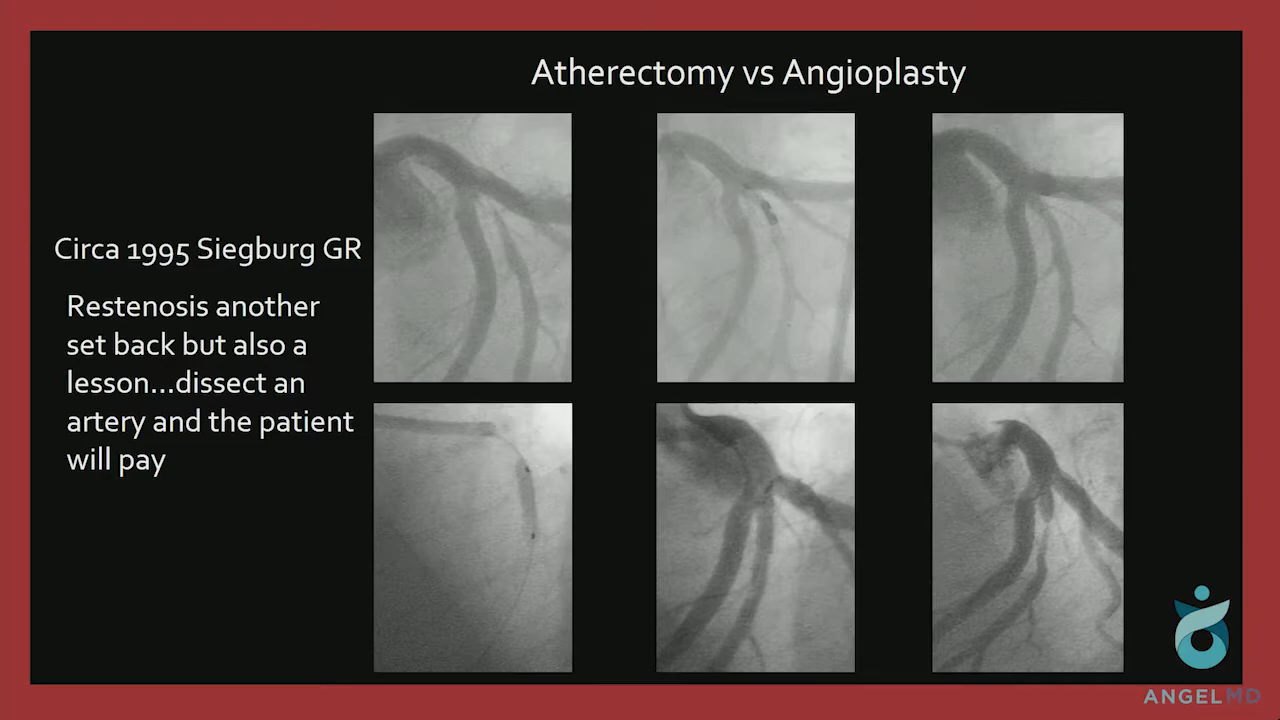 Atherectomy vs Angioplasty
Circa 1995 Siegburg GR
Restenosis another
set back but also a
lesson...dissect an
artery and the patient
will pay
ANGELMD